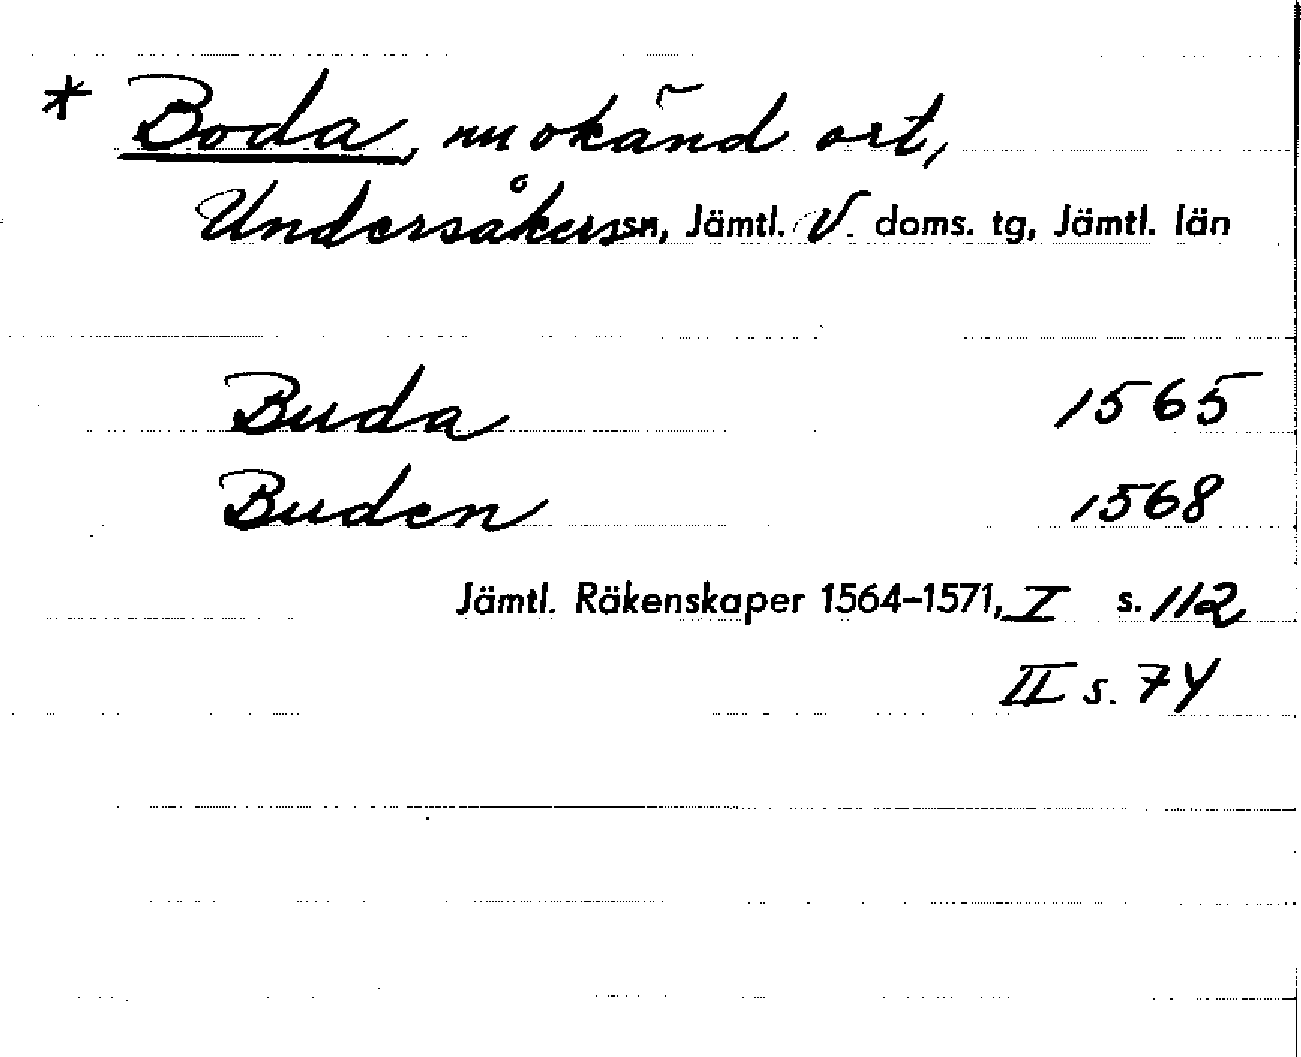 * Boda, nu okänd ort,
Undersåkers sn, Jämtl. V. doms. tg, Jämtl. län
Buda 1565
Buden 1568
Jämtl. Räkenskaper 1564-1571, I s. 112
II s. 74